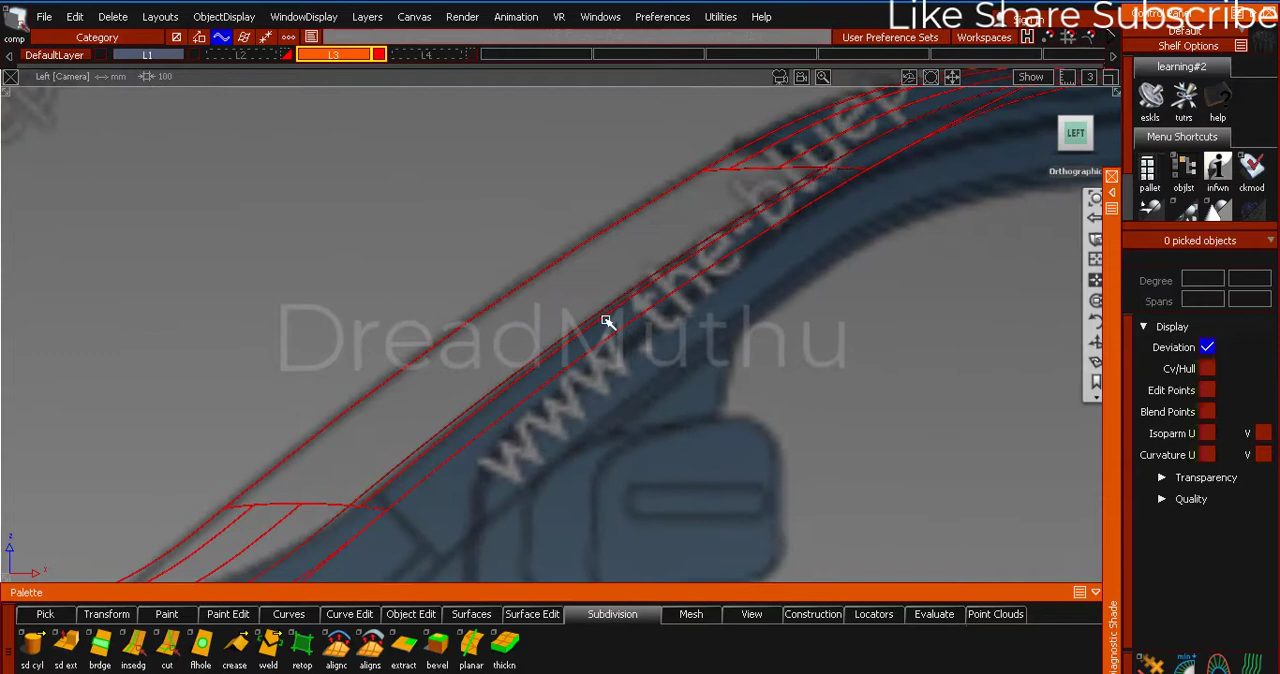 Like Share Subscribe
File Edit Delete Layouts ObjectDisplay WindowDisplay Layers Canvas Render Animation VR Windows Preferences Utilities Help
comp Category User Preference Sets Workspaces Default
DefaultLayer L1 L2 L3 L4 Shelf Options
Left [Camera] mm 100 Show 3 learning#2
eskls tutrs help
LEFT Menu Shortcuts
Orthographic
pallet objlst infwn ckmod
0 picked objects
Degree
Spans
Display
Deviation
Cv/Hull
Edit Points
Blend Points
Isoparm U V
Curvature U V
Transparency
Quality
www.the-bluep
DreadMuthu
Diagnostic Shade
Palette
Pick Transform Paint Paint Edit Curves Curve Edit Object Edit Surfaces Surface Edit Subdivision Mesh View Construction Locators Evaluate Point Clouds
sd cyl sd ext brdge insedg cut flhole crease weld retop alignc aligns extract bevel planar thickn